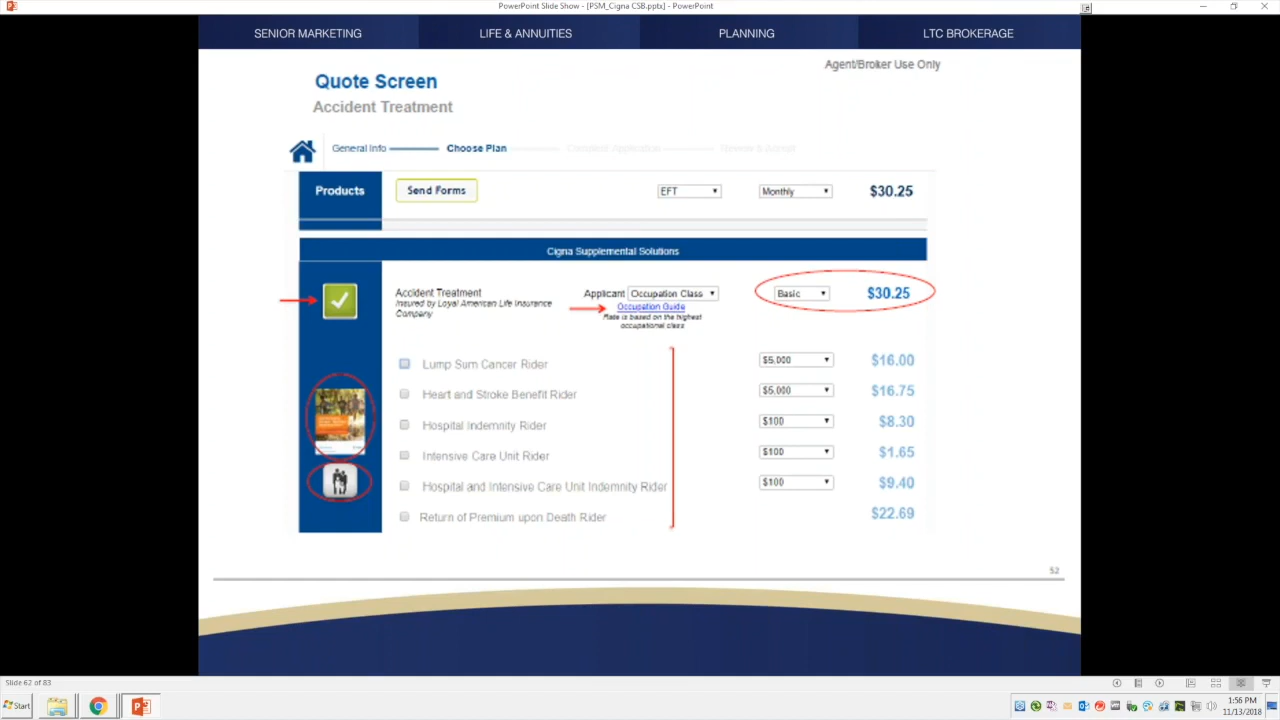 PowerPoint Slide Show - [PSM_Cigna CSB.pptx] - PowerPoint
SENIOR MARKETING
LIFE & ANNUITIES
PLANNING
LTC BROKERAGE
Agent/Broker Use Only
Quote Screen
Accident Treatment
General Info
Choose Plan
Complete Application
Review & Submit
Products
Send Forms
EFT
Monthly
$30.25
Cigna Supplemental Solutions
Accident Treatment
Insured by Loyal American Life Insurance
Company
Applicant Occupation Class
Occupation Guide
Rate is based on the highest
occupational class
Basic
$30.25
Lump Sum Cancer Rider $5,000 $16.00
Heart and Stroke Benefit Rider $5,000 $16.75
Hospital Indemnity Rider $100 $8.30
Intensive Care Unit Rider $100 $1.65
Hospital and Intensive Care Unit Indemnity Rider $100 $9.40
Return of Premium upon Death Rider $22.69
52
Slide 62 of 83
Start
1:56 PM
11/13/2018